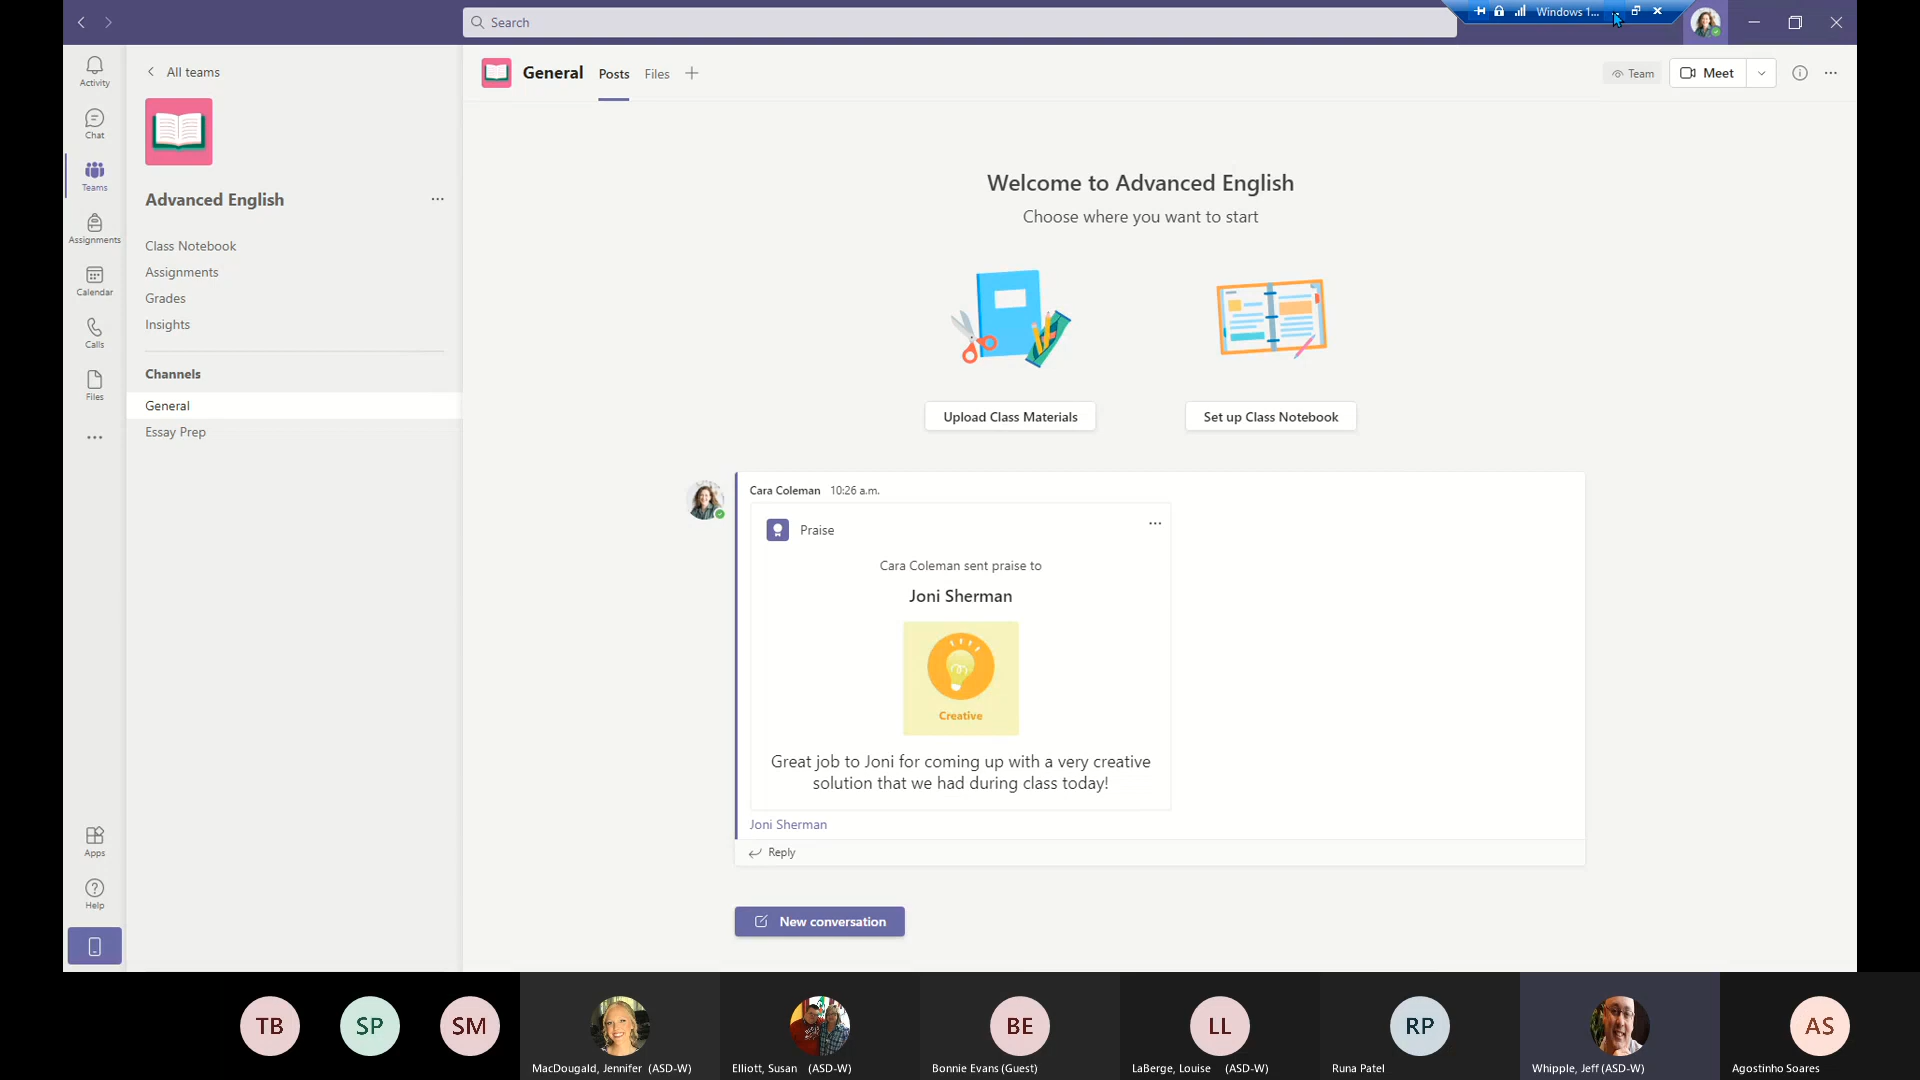 Search
Windows 1...
Activity
Chat
Teams
Assignments
Calendar
Calls
Files
Apps
Help
All teams
Advanced English
Class Notebook
Assignments
Grades
Insights
Channels
General
Essay Prep
General Posts Files
Team
Meet
Welcome to Advanced English
Choose where you want to start
Upload Class Materials
Set up Class Notebook
Cara Coleman 10:26 a.m.
Praise
Cara Coleman sent praise to
Joni Sherman
Creative
Great job to Joni for coming up with a very creative
solution that we had during class today!
Joni Sherman
Reply
New conversation
TB
SP
SM
MacDougald, Jennifer (ASD-W)
Elliott, Susan (ASD-W)
BE
Bonnie Evans (Guest)
LL
LaBerge, Louise (ASD-W)
RP
Runa Patel
Whipple, Jeff (ASD-W)
AS
Agostinho Soares